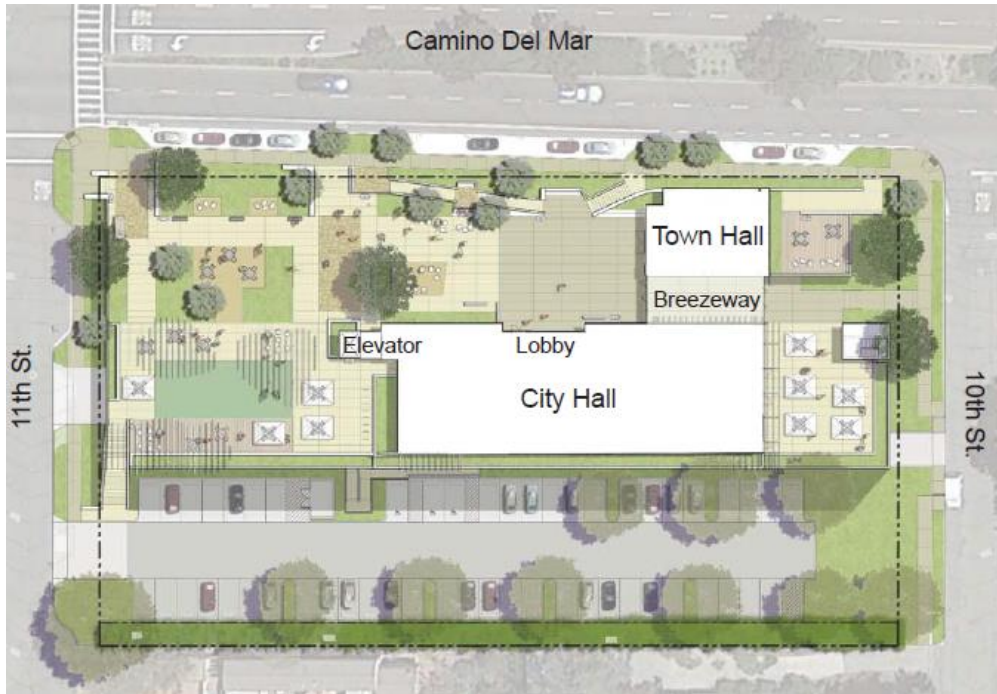 Camino Del Mar
Town Hall
Breezeway
Elevator
Lobby
City Hall
11th St.
10th St.